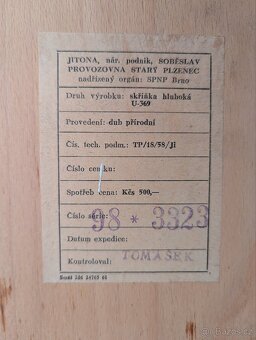 JITONA, nár. podnik, SOBĚSLAV
PROVOZOVNA STARÝ PLZENEC
nadřízený orgán: SPNP Brno
Druh výrobku: skříňka hluboká
U-369
Provedení: dub přírodní
Čís. tech. podm.: TP/18/58/Ji
Číslo ceníku:
Spotřeb cena: Kčs 500,—
Číslo série: 98 * 3323
Datum expedice:
Kontroloval: TOMÁŠEK